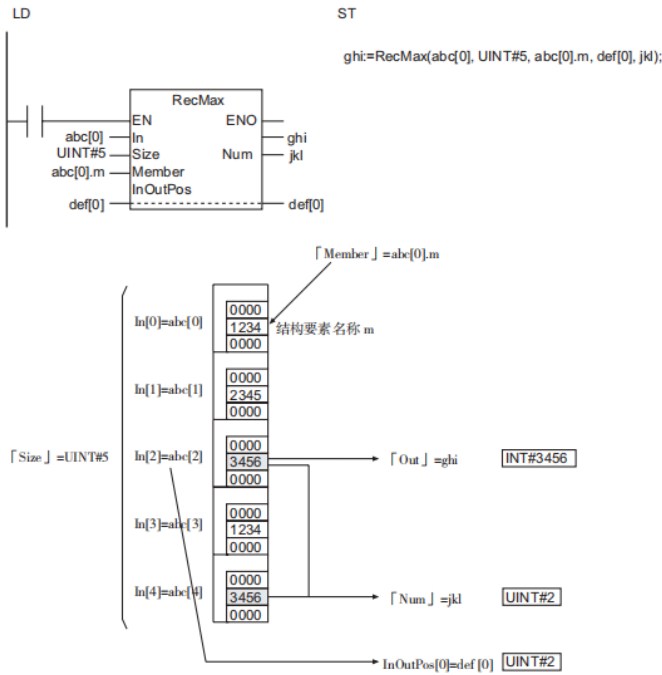 LD
ST
ghi:=RecMax(abc[0], UINT#5, abc[0].m, def[0], jkl);
RecMax
EN ENO
abc[0] In ghi
UINT#5 Size Num jkl
abc[0].m Member
InOutPos
def[0] def[0]
「Member」=abc[0].m
0000
In[0]=abc[0] 1234 结构要素名称 m
0000
0000
In[1]=abc[1] 2345
0000
0000
「Size」=UINT#5 In[2]=abc[2] 3456 「Out」=ghi INT#3456
0000
0000
In[3]=abc[3] 1234
0000
0000
In[4]=abc[4] 3456 「Num」=jkl UINT#2
0000
InOutPos[0]=def[0] UINT#2